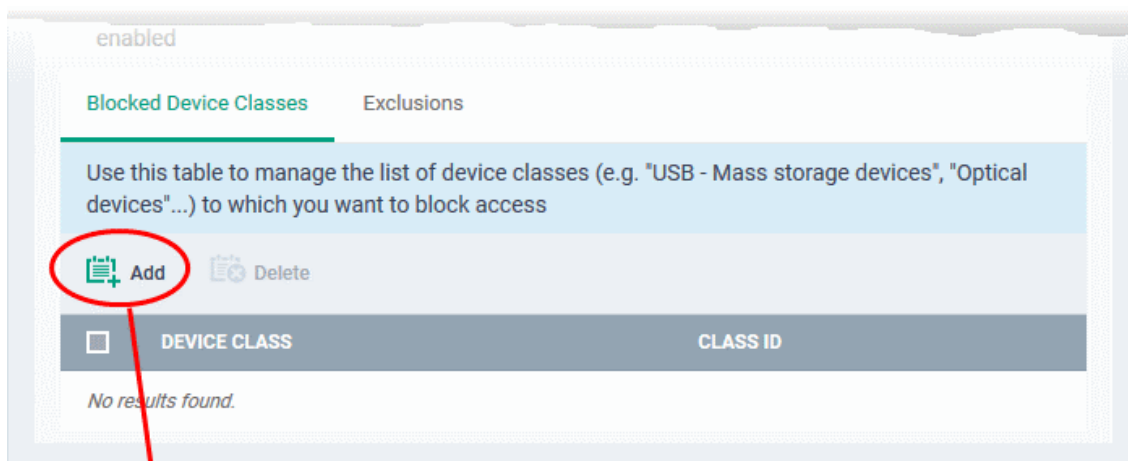 enabled
Blocked Device Classes Exclusions
Use this table to manage the list of device classes (e.g. "USB - Mass storage devices", "Optical
devices"...) to which you want to block access
Add Delete
DEVICE CLASS CLASS ID
No results found.